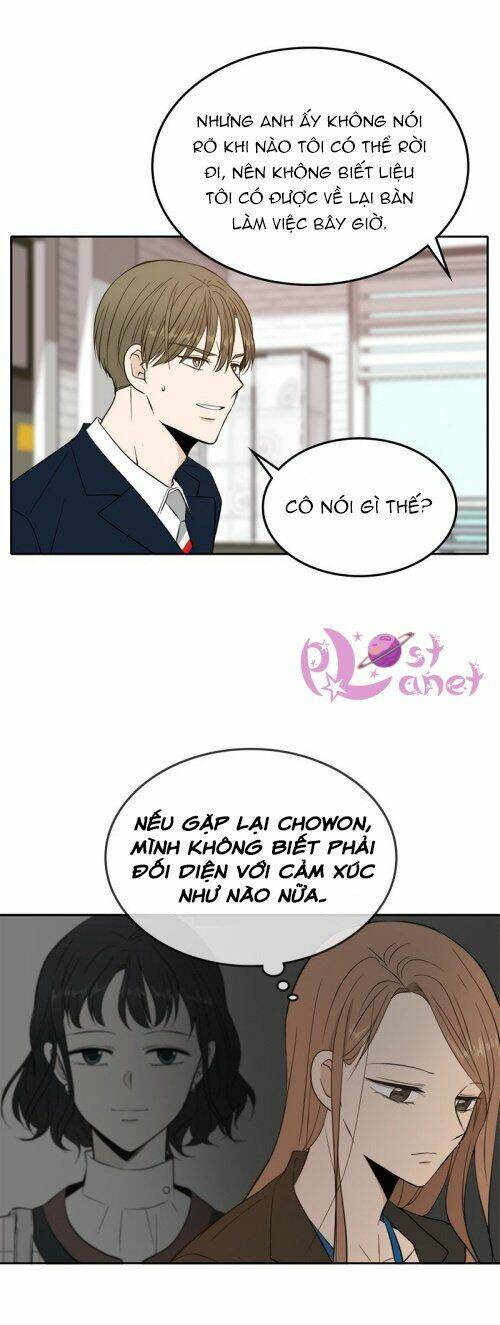 NHƯNG ANH ẤY KHÔNG NÓI
RÕ KHI NÀO TÔI CÓ THỂ RỜI
ĐI, NÊN KHÔNG BIẾT LIỆU
TÔI CÓ ĐƯỢC VỀ LẠI BÀN
LÀM VIỆC BÂY GIỜ.
CÔ NÓI GÌ THẾ?
Lost
PLanet
NẾU GẶP LẠI CHOWON,
MÌNH KHÔNG BIẾT PHẢI
ĐỐI DIỆN VỚI CẢM XÚC
NHƯ NÀO NỮA..